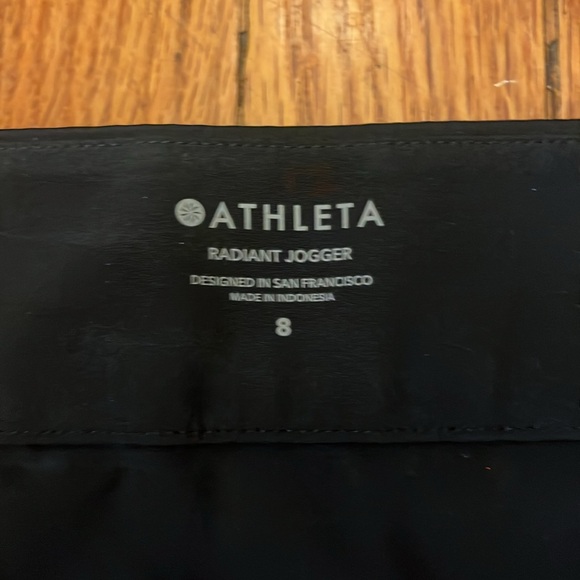 ATHLETA
RADIANT JOGGER
DESIGNED IN SAN FRANCISCO
MADE IN INDONESIA
8